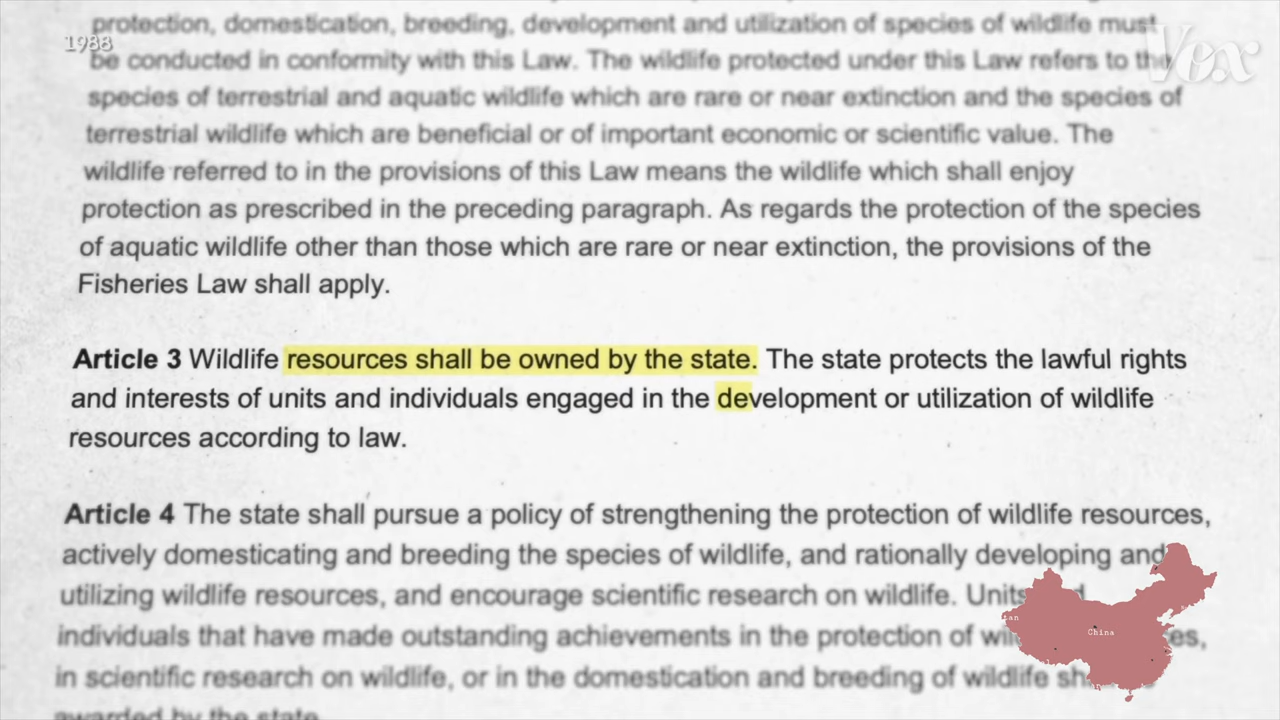 1988
Vox
protection, domestication, breeding, development and utilization of species of wildlife must
be conducted in conformity with this Law. The wildlife protected under this Law refers to the
species of terrestrial and aquatic wildlife which are rare or near extinction and the species of
terrestrial wildlife which are beneficial or of important economic or scientific value. The
wildlife referred to in the provisions of this Law means the wildlife which shall enjoy
protection as prescribed in the preceding paragraph. As regards the protection of the species
of aquatic wildlife other than those which are rare or near extinction, the provisions of the
Fisheries Law shall apply.
Article 3 Wildlife resources shall be owned by the state. The state protects the lawful rights
and interests of units and individuals engaged in the development or utilization of wildlife
resources according to law.
Article 4 The state shall pursue a policy of strengthening the protection of wildlife resources,
actively domesticating and breeding the species of wildlife, and rationally developing and
utilizing wildlife resources, and encourage scientific research on wildlife. Units
individuals that have made outstanding achievements in the protection of
in scientific research on wildlife, or in the domestication and breeding of wildlife
awarded by the state.
China